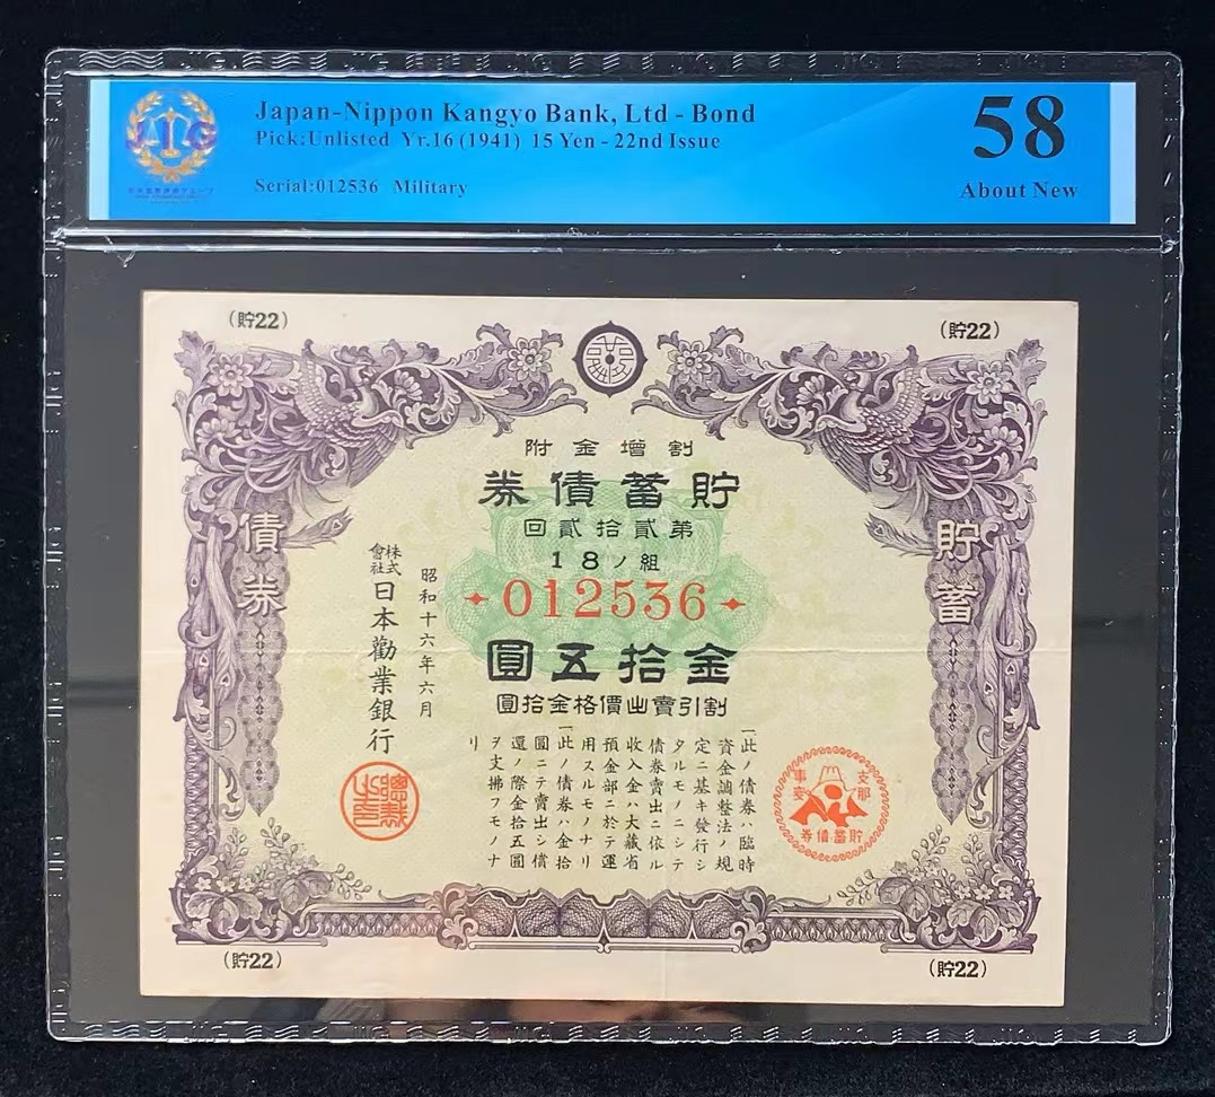 JIG
Japan-Nippon Kangyo Bank, Ltd - Bond
Pick:Unlisted Yr.16 (1941) 15 Yen - 22nd Issue
Serial:012536 Military
58
About New
(貯22)
(貯22)
割增金附
貯蓄債券
第貳拾貳回
組ノ18
012536
金拾五圓
割引賣出價格金拾圓
貯蓄
債券
一此ノ債券ハ臨時
資金調整法ノ規
定ニ基キ發行シ
タルモノニシテ
債券賣出ニ依ル
收入金ハ大藏省
預金部ニ於テ運
用スルモノナリ
一此ノ債券ハ金拾
圓ニテ賣出シ償
還ノ際金拾五圓
ヲ支拂フモノナ
リ
昭和十六年六月
株式會社日本勸業銀行
支那
事變
貯蓄債券
(貯22)
(貯22)